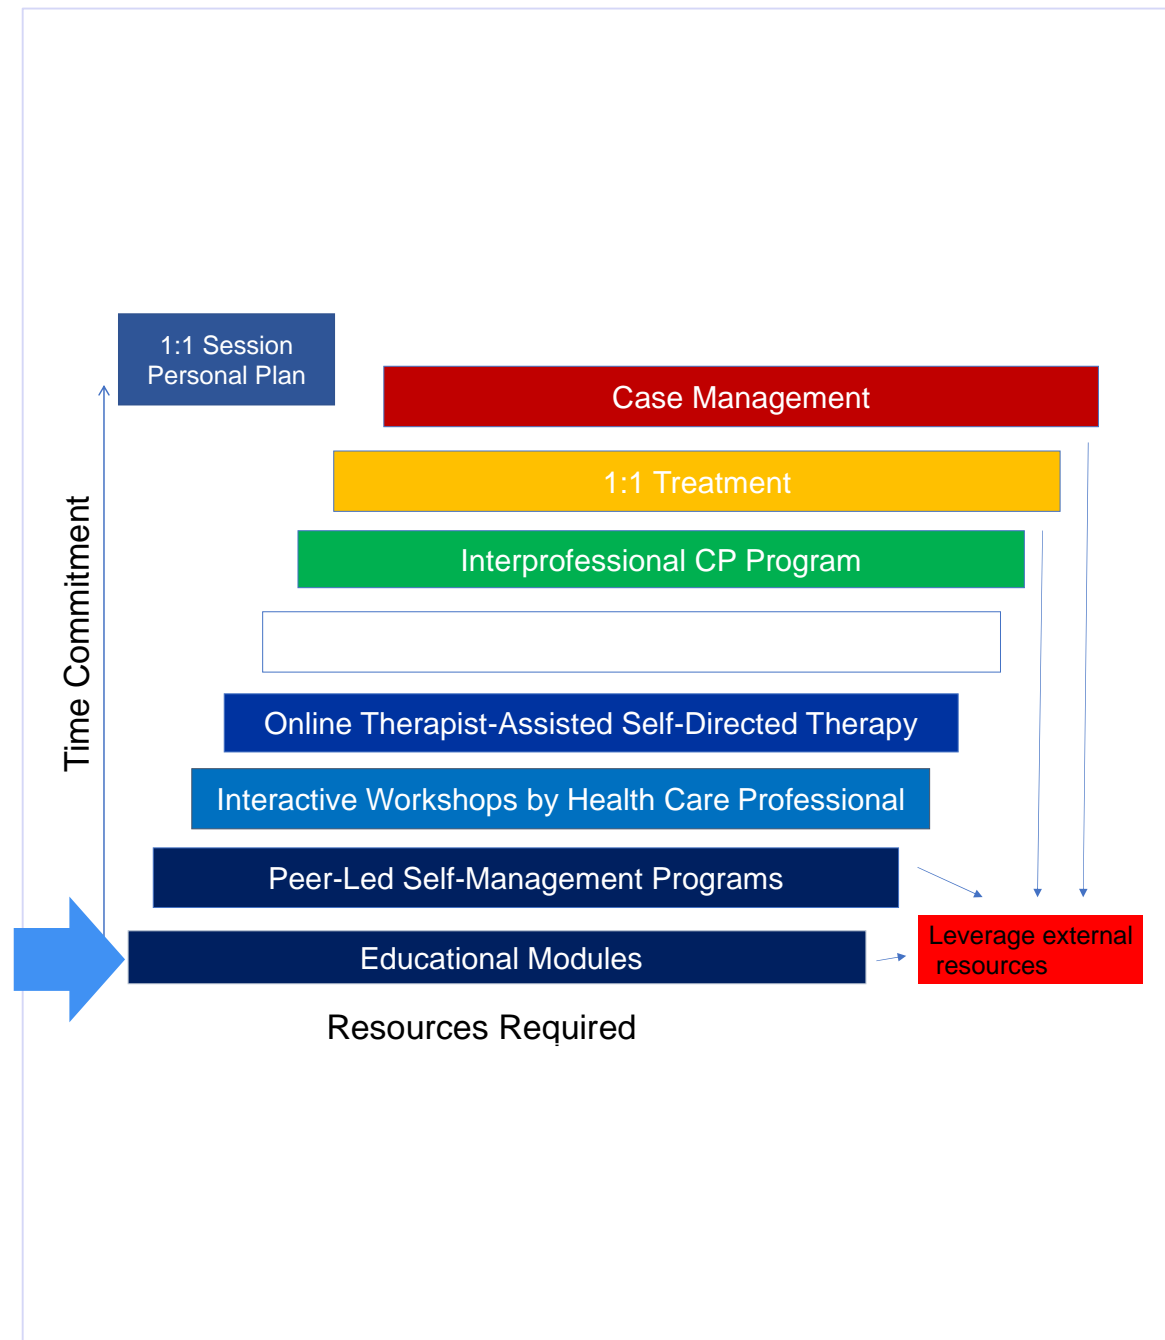 1:1 Session
Personal Plan
Case Management
1:1 Treatment
Interprofessional CP Program
Online Therapist-Assisted Self-Directed Therapy
Interactive Workshops by Health Care Professional
Peer-Led Self-Management Programs
Educational Modules
Leverage external
resources
Time Commitment
Resources Required